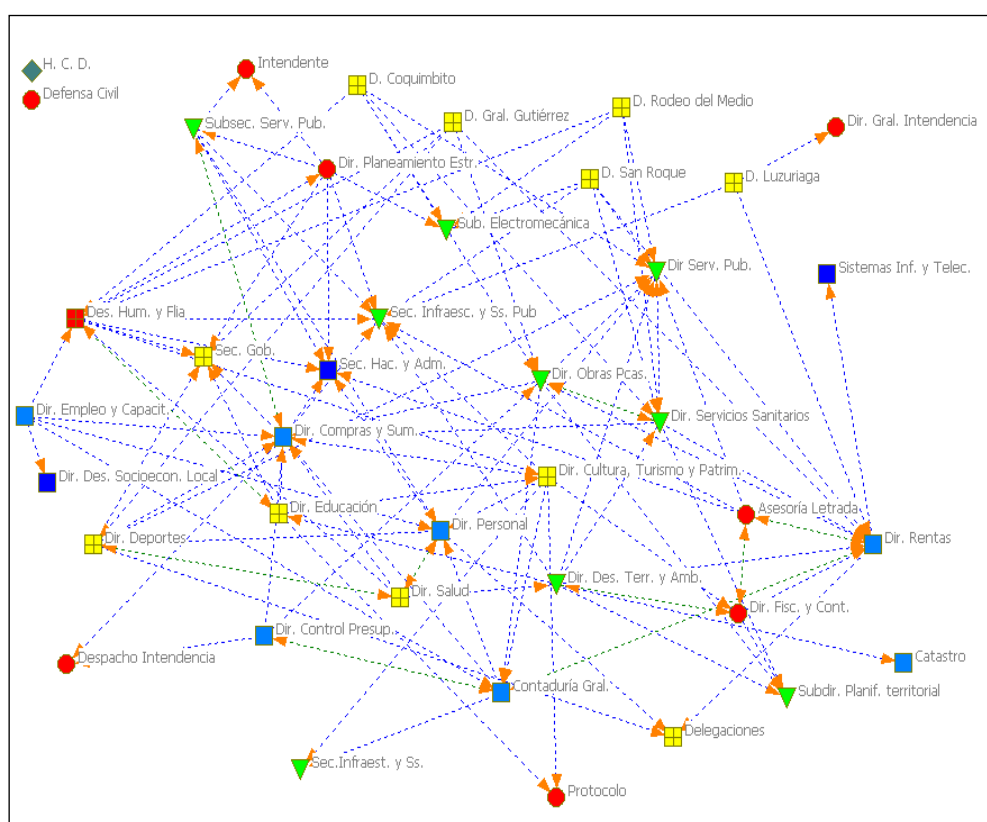 H. C. D.
Intendente
D. Coquimbito
Defensa Civil
D. Rodeo del Medio
D. Gral. Gutiérrez
Subsec. Serv. Pub.
Dir. Gral. Intendencia
Dir. Planeamiento Estr.
D. San Roque
D. Luzuriaga
Sub. Electromecánica
Dir Serv. Pub.
Sistemas Inf. y Telec.
Des. Hum. y Flia
Sec. Infraesc. y Ss. Pub
Sec. Gob.
Sec. Hac. y Adm.
Dir. Obras Pcas.
Dir. Empleo y Capacit.
Dir. Compras y Sum.
Dir. Servicios Sanitarios
Dir. Des. Socioecon. Local
Dir. Cultura, Turismo y Patrim.
Dir. Educación
Asesoría Letrada
Dir. Personal
Dir. Deportes
Dir. Rentas
Dir. Des. Terr. y Amb.
Dir. Salud
Dir. Fisc. y Cont.
Dir. Control Presup.
Despacho Intendencia
Catastro
Contaduría Gral.
Subdir. Planif. territorial
Delegaciones
Sec.Infraest. y Ss.
Protocolo